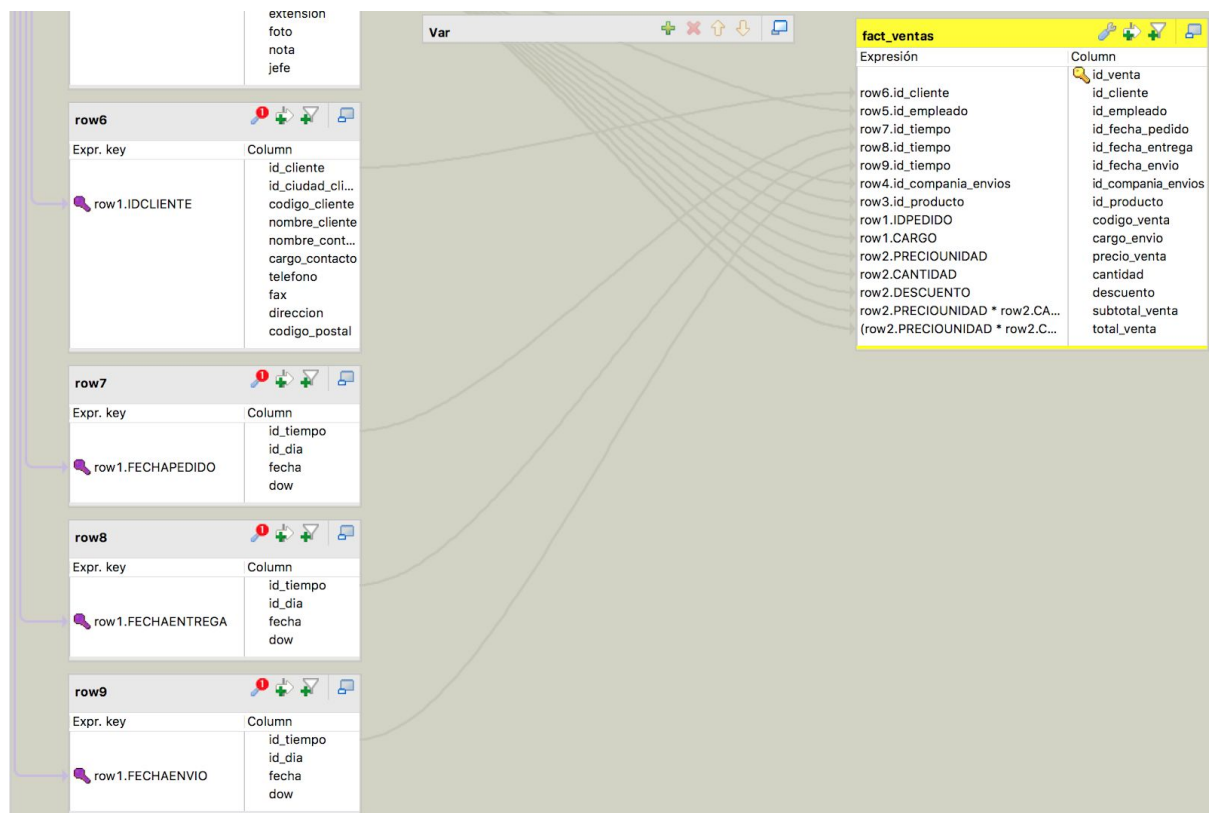 extension
foto
nota
jefe
row6
Expr. key Column
id_cliente
id_ciudad_cli...
row1.IDCLIENTE codigo_cliente
nombre_cliente
nombre_cont...
cargo_contacto
telefono
fax
direccion
codigo_postal
row7
Expr. key Column
id_tiempo
id_dia
row1.FECHAPEDIDO fecha
dow
row8
Expr. key Column
id_tiempo
id_dia
row1.FECHAENTREGA fecha
dow
row9
Expr. key Column
id_tiempo
id_dia
row1.FECHAENVIO fecha
dow
Var
fact_ventas
Expresión Column
id_venta
row6.id_cliente id_cliente
row5.id_empleado id_empleado
row7.id_tiempo id_fecha_pedido
row8.id_tiempo id_fecha_entrega
row9.id_tiempo id_fecha_envio
row4.id_compania_envios id_compania_envios
row3.id_producto id_producto
row1.IDPEDIDO codigo_venta
row1.CARGO cargo_envio
row2.PRECIOUNIDAD precio_venta
row2.CANTIDAD cantidad
row2.DESCUENTO descuento
row2.PRECIOUNIDAD * row2.CA... subtotal_venta
(row2.PRECIOUNIDAD * row2.C... total_venta